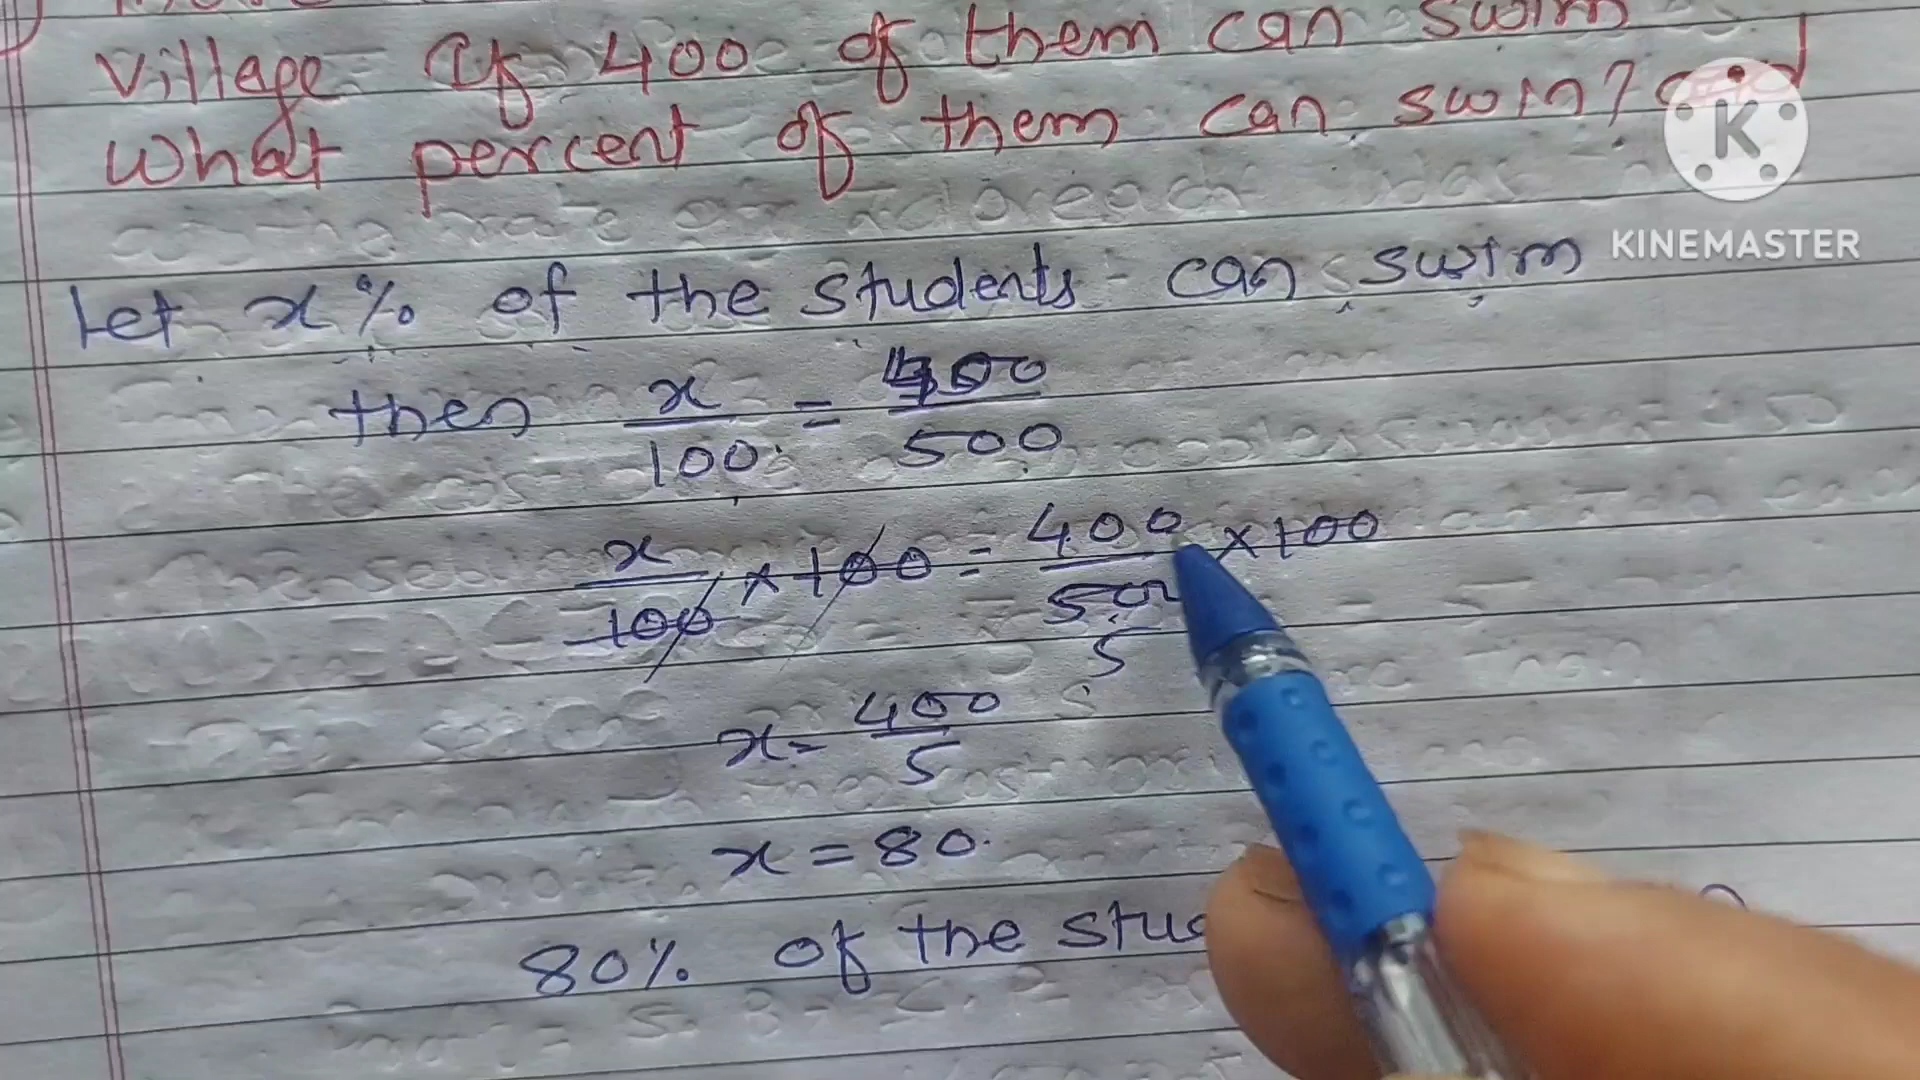 village If 400 of them can swim
What percent of them can swim?
KINEMASTER
Let x% of the students can swim
then x/100 = 400/500
x/100 × 100 = 400/500 × 100
5
x = 400/5
x = 80.
80% of the stu